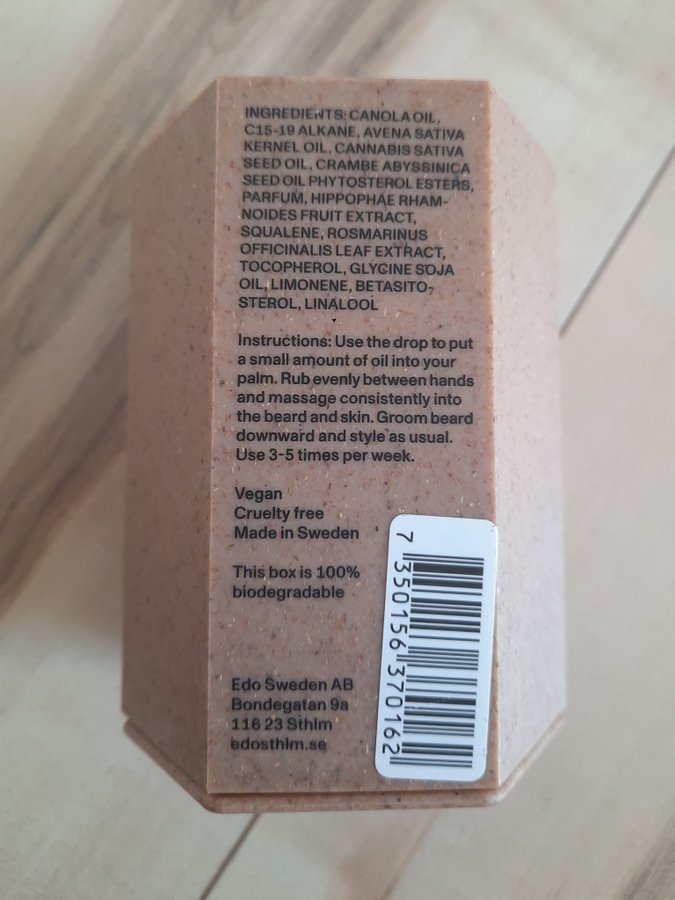 INGREDIENTS: CANOLA OIL,
C15-19 ALKANE, AVENA SATIVA
KERNEL OIL, CANNABIS SATIVA
SEED OIL, CRAMBE ABYSSINICA
SEED OIL PHYTOSTEROL ESTERS,
PARFUM, HIPPOPHAE RHAM-
NOIDES FRUIT EXTRACT,
SQUALENE, ROSMARINUS
OFFICINALIS LEAF EXTRACT,
TOCOPHEROL, GLYCINE SOJA
OIL, LIMONENE, BETASITO-
STEROL, LINALOOL
Instructions: Use the drop to put
a small amount of oil into your
palm. Rub evenly between hands
and massage consistently into
the beard and skin. Groom beard
downward and style as usual.
Use 3-5 times per week.
Vegan
Cruelty free
Made in Sweden
This box is 100%
biodegradable
Edo Sweden AB
Bondegatan 9a
116 23 Sthlm
edosthlm.se
7 350156 370162